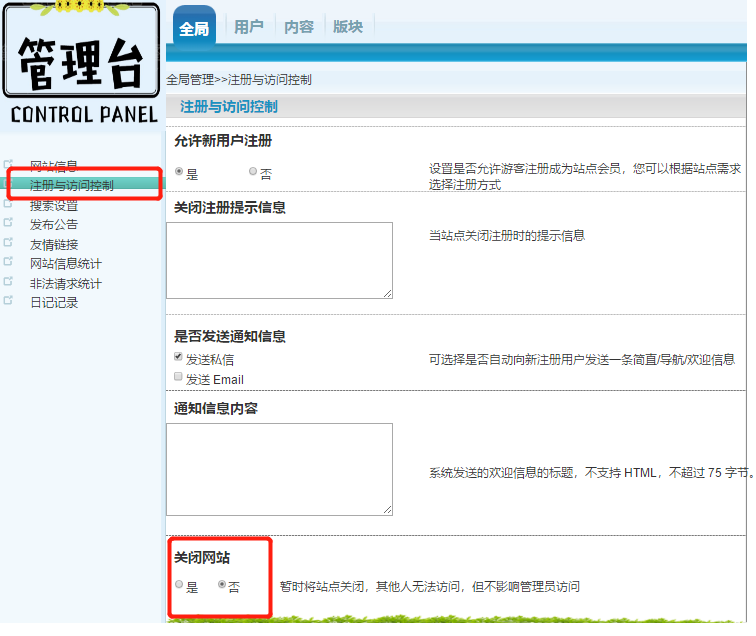 管理台
CONTROL PANEL
全局 用户 内容 版块
全局管理>>注册与访问控制
注册与访问控制
网站信息
注册与访问控制
搜索设置
发布公告
友情链接
网站信息统计
非法请求统计
日记记录
允许新用户注册
是 否
设置是否允许游客注册成为站点会员，您可以根据站点需求
选择注册方式
关闭注册提示信息
当站点关闭注册时的提示信息
是否发送通知信息
发送私信
发送 Email
可选择是否自动向新注册用户发送一条简直/导航/欢迎信息
通知信息内容
系统发送的欢迎信息的标题，不支持 HTML，不超过 75 字节。
关闭网站
是 否
暂时将站点关闭，其他人无法访问，但不影响管理员访问